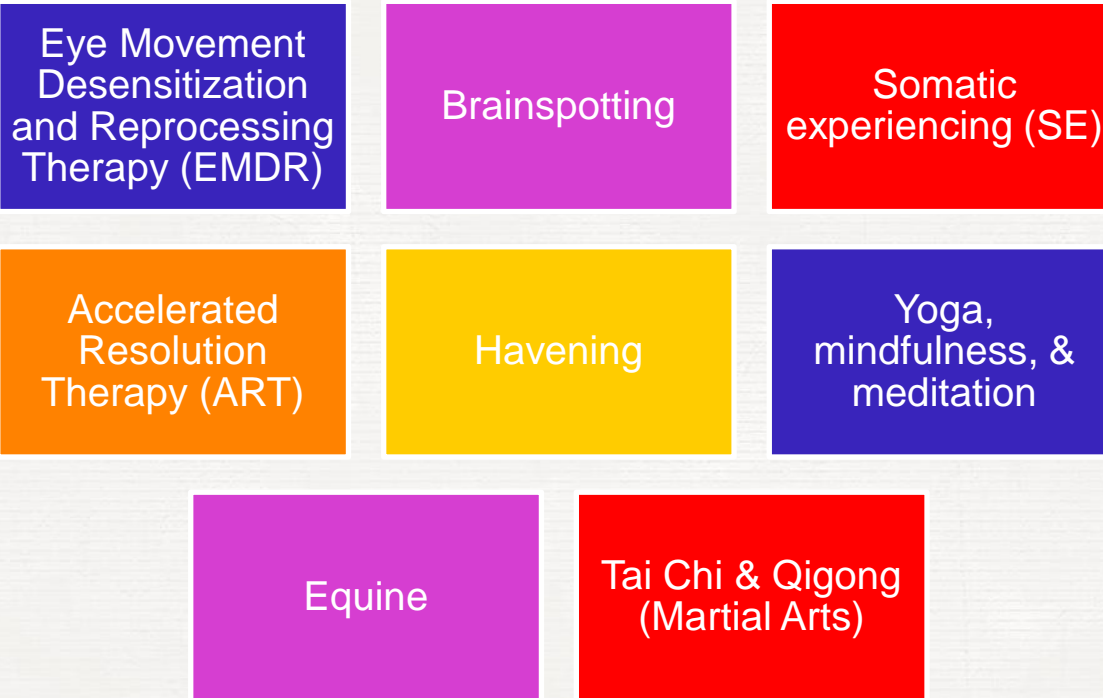 Eye Movement
Desensitization
and Reprocessing
Therapy (EMDR)
Brainspotting
Somatic
experiencing (SE)
Accelerated
Resolution
Therapy (ART)
Havening
Yoga,
mindfulness, &
meditation
Equine
Tai Chi & Qigong
(Martial Arts)